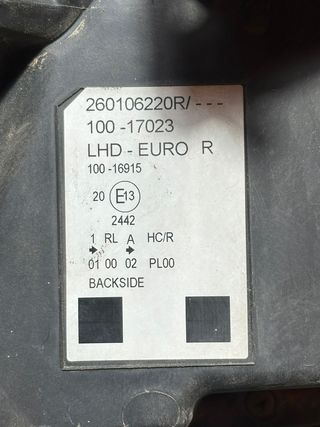 260106220R/ - - -
100 -17023
LHD - EURO R
100 -16915
20 E13
2442
1 RL A HC/R
01 00 02 PL00
BACKSIDE